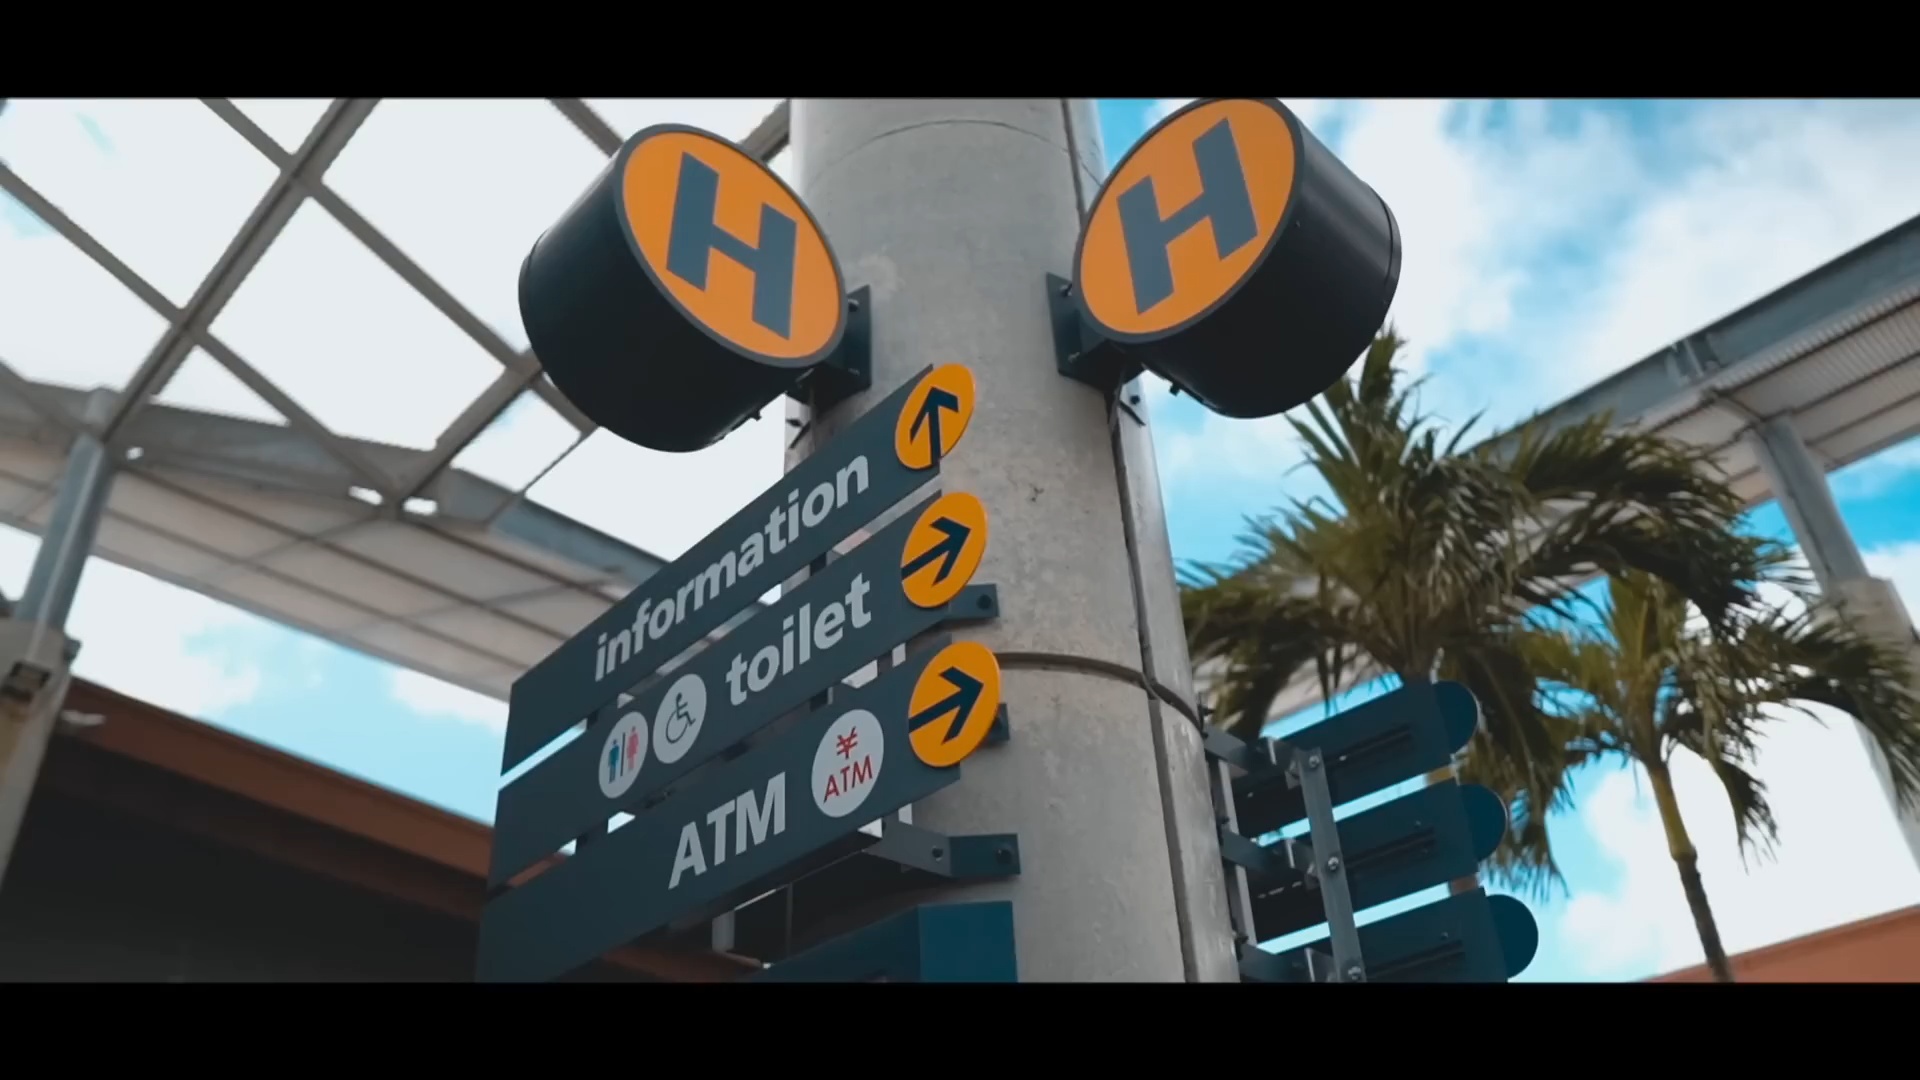 H
H
information
toilet
ATM
¥
ATM